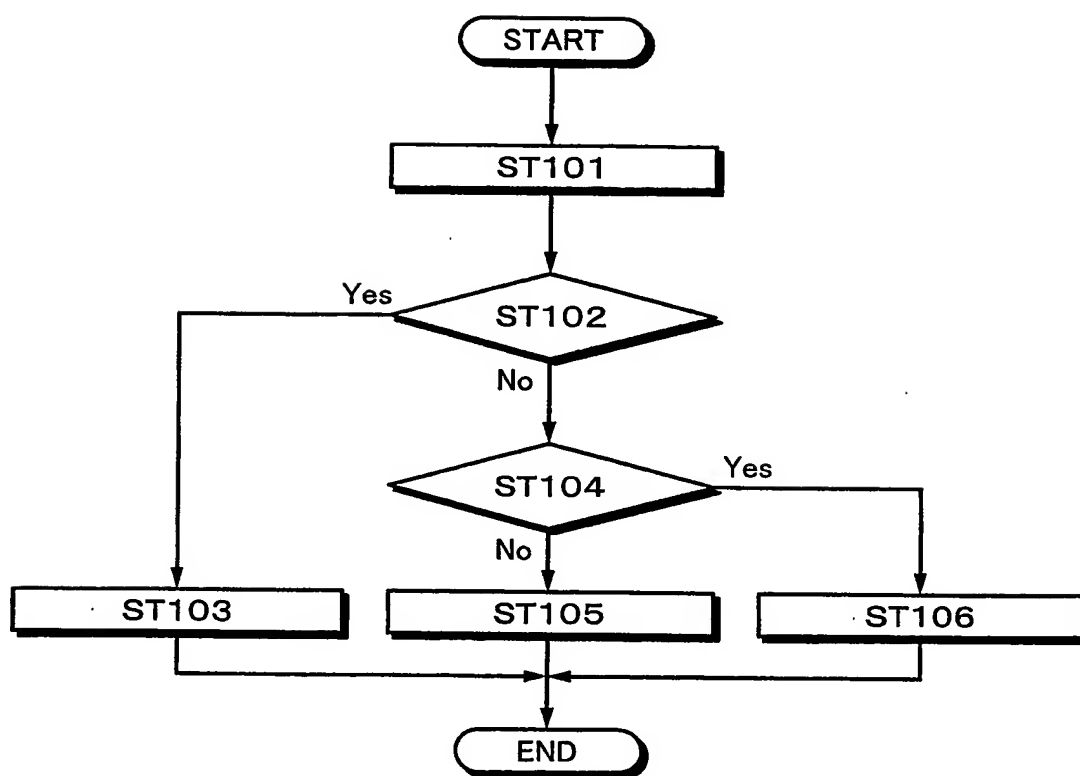 START
ST101
Yes
ST102
No
Yes
ST104
No
ST103
ST105
ST106
END